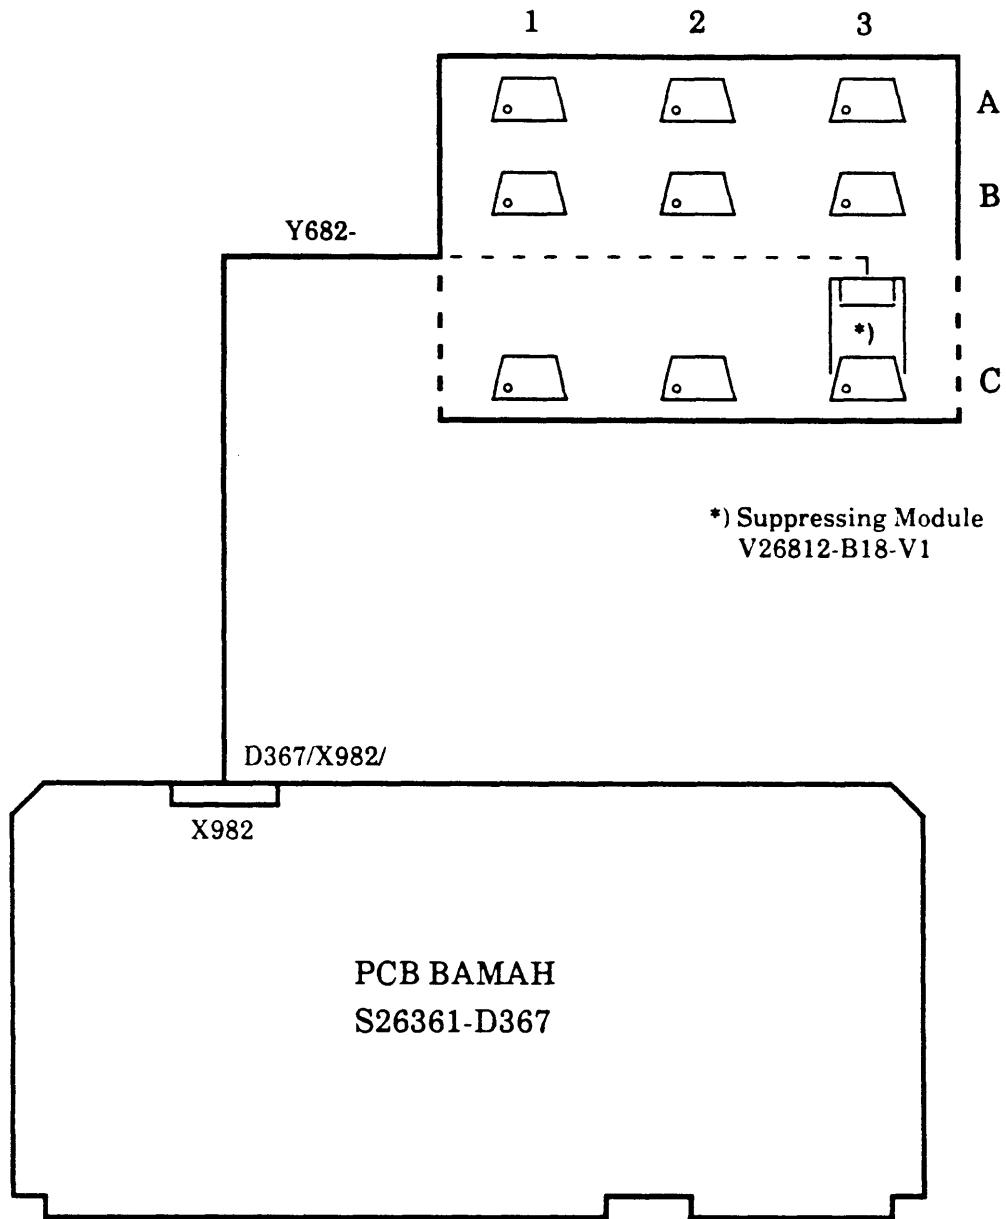 1 2 3
A
B
Y682-
*)
C
*) Suppressing Module
V26812-B18-V1
D367/X982/
X982
PCB BAMAH
S26361-D367